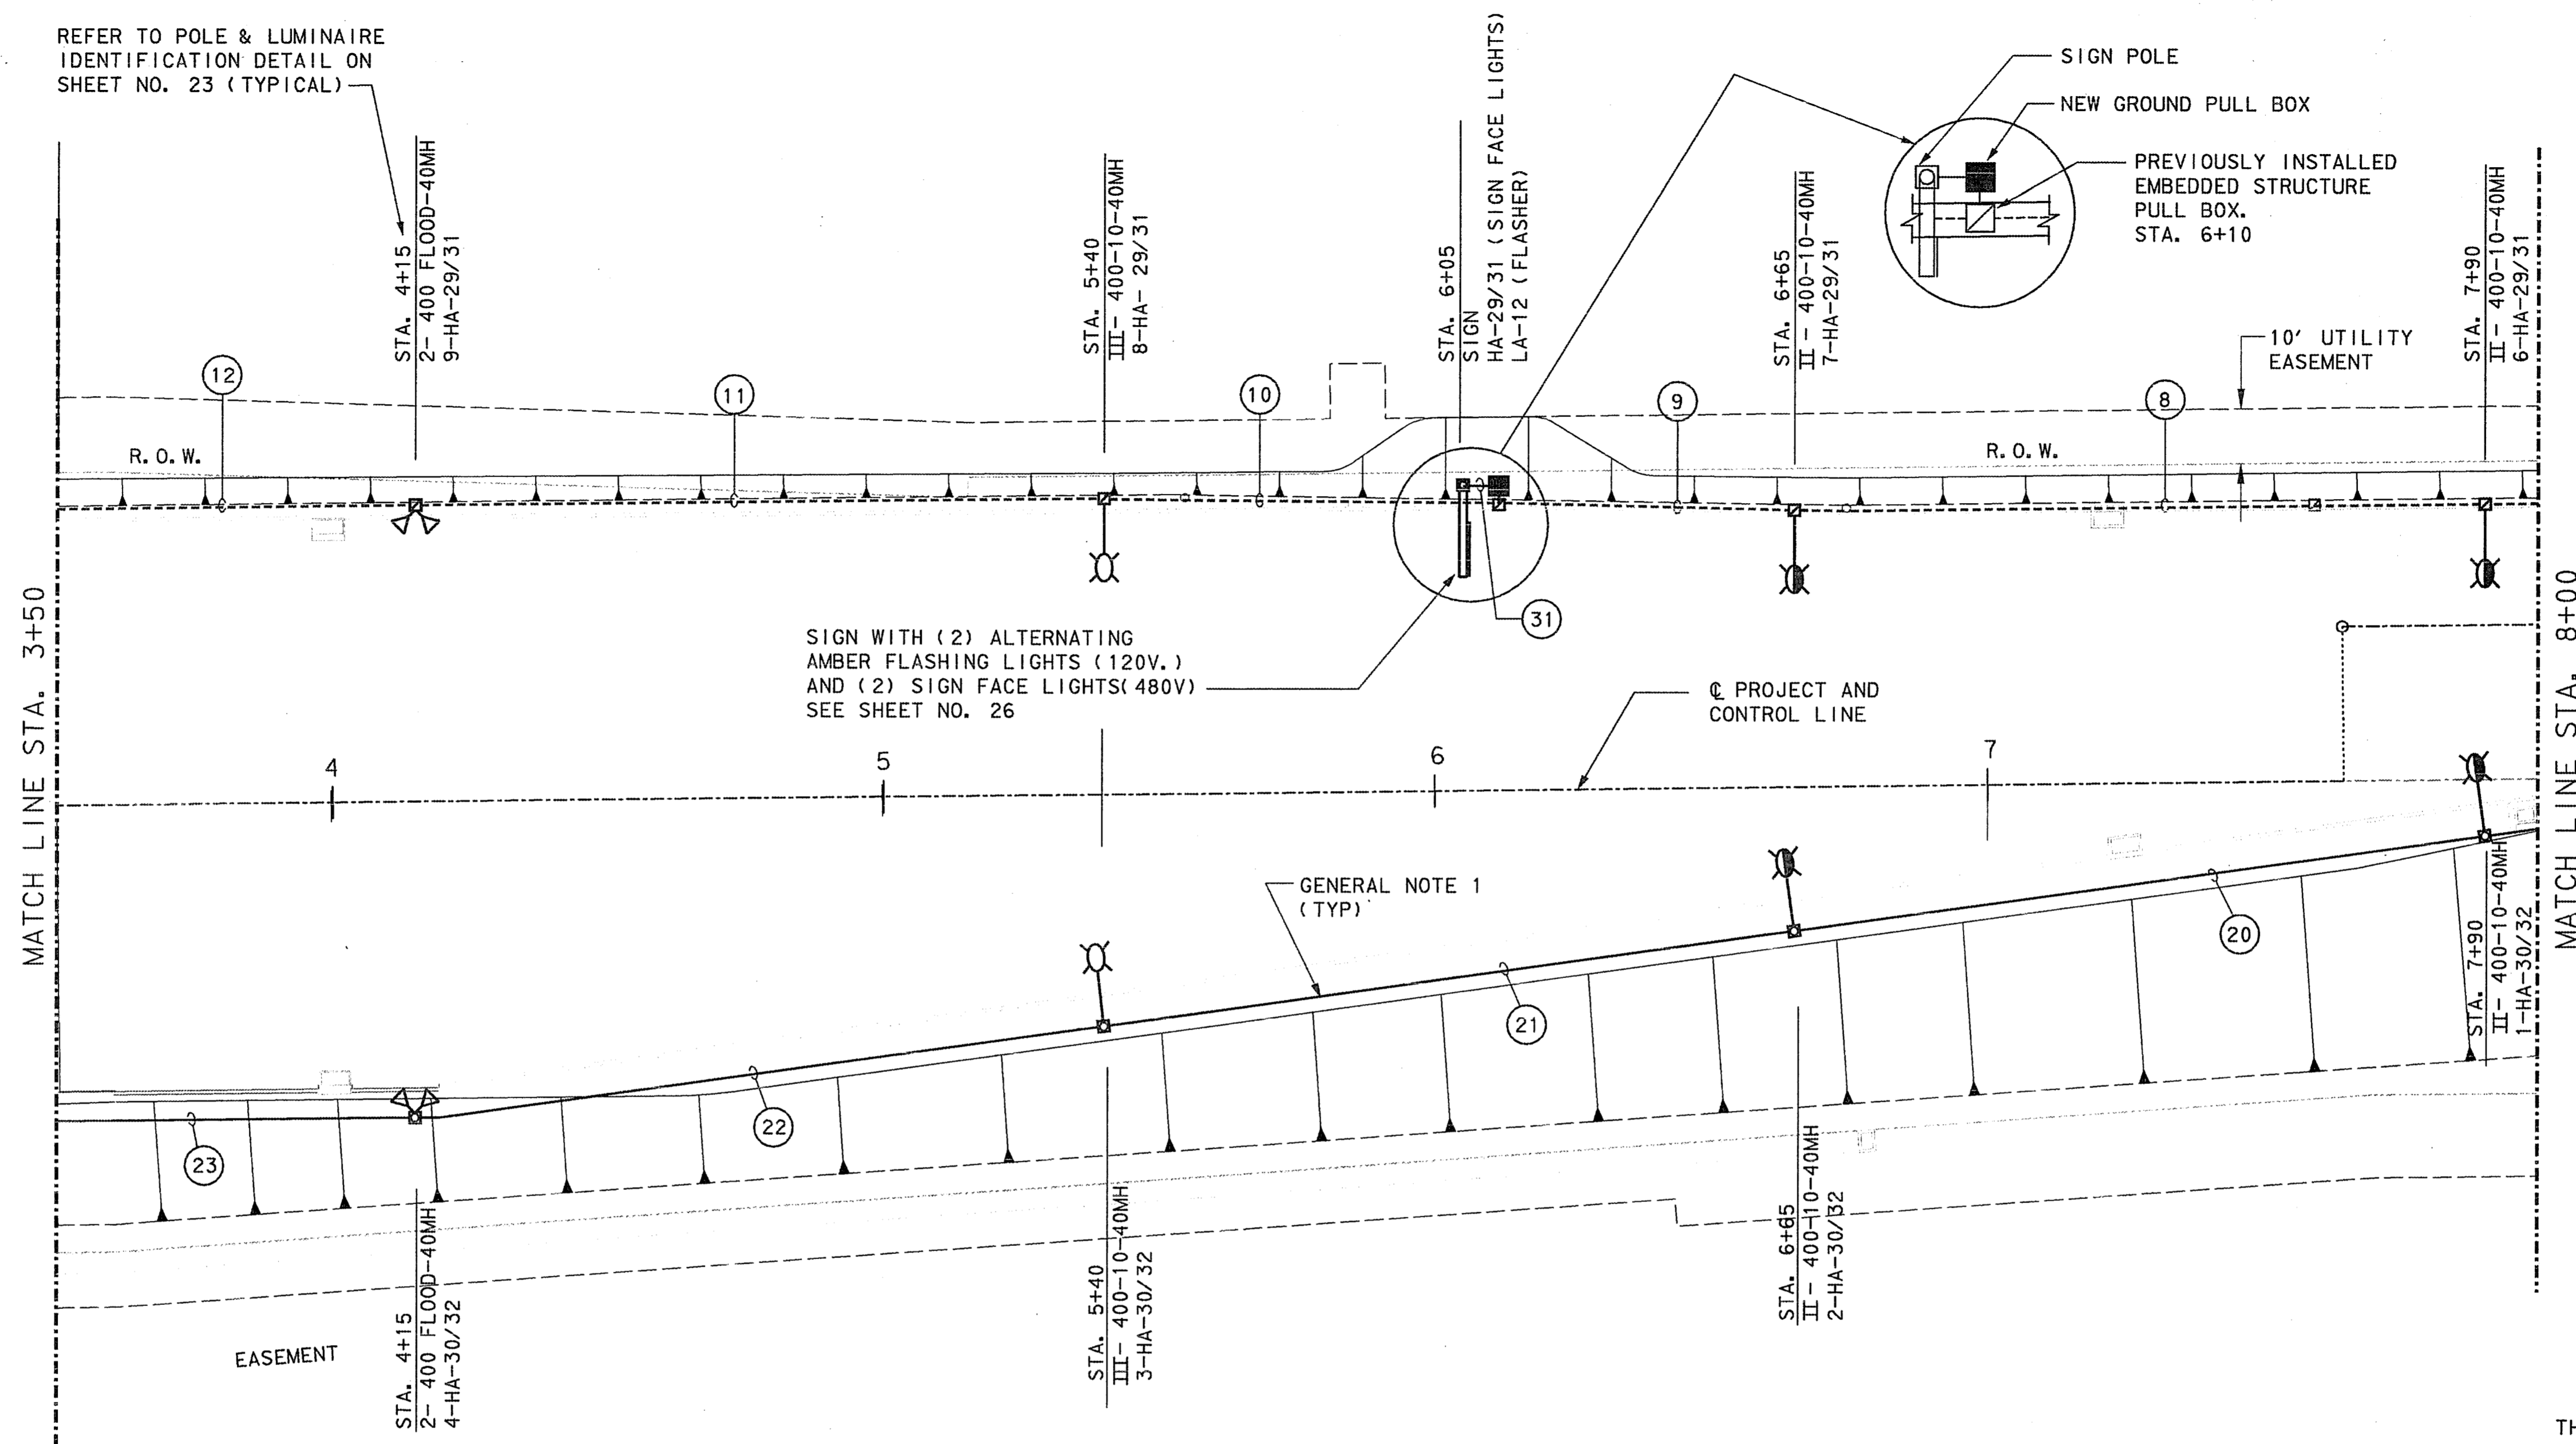 REFER TO POLE & LUMINAIRE
IDENTIFICATION DETAIL ON
SHEET NO. 23 (TYPICAL)
STA. 4+15
2- 400 FLOOD-40MH
9-HA-29/31
STA. 5+40
III- 400-10-40MH
8-HA- 29/31
STA. 6+05
SIGN
HA-29/31 (SIGN FACE LIGHTS)
LA-12 (FLASHER)
STA. 6+65
II- 400-10-40MH
7-HA-29/31
SIGN POLE
NEW GROUND PULL BOX
PREVIOUSLY INSTALLED
EMBEDDED STRUCTURE
PULL BOX.
STA. 6+10
STA. 7+90
II- 400-10-40MH
6-HA-29/31
10' UTILITY
EASEMENT
12
11
10
9
8
R.O.W.
R.O.W.
31
SIGN WITH (2) ALTERNATING
AMBER FLASHING LIGHTS (120V.)
AND (2) SIGN FACE LIGHTS(480V)
SEE SHEET NO. 26
℄ PROJECT AND
CONTROL LINE
MATCH LINE STA. 3+50
MATCH LINE STA. 8+00
4
5
6
7
GENERAL NOTE 1
(TYP)
20
21
22
23
STA. 7+90
II- 400-10-40MH
1-HA-30/32
STA. 6+65
II- 400-10-40MH
2-HA-30/32
STA. 5+40
III- 400-10-40MH
3-HA-30/32
STA. 4+15
2- 400 FLOOD-40MH
4-HA-30/32
EASEMENT
TH